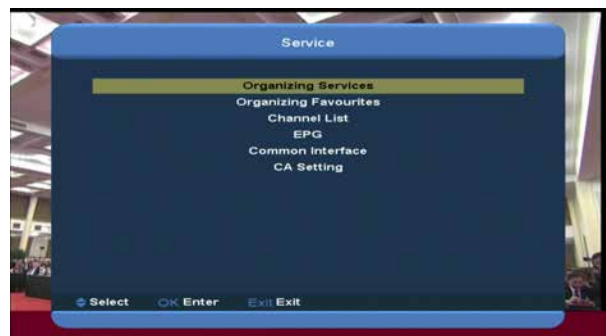 Service
Organizing Services
Organizing Favourites
Channel List
EPG
Common Interface
CA Setting
Select OK Enter Exit Exit